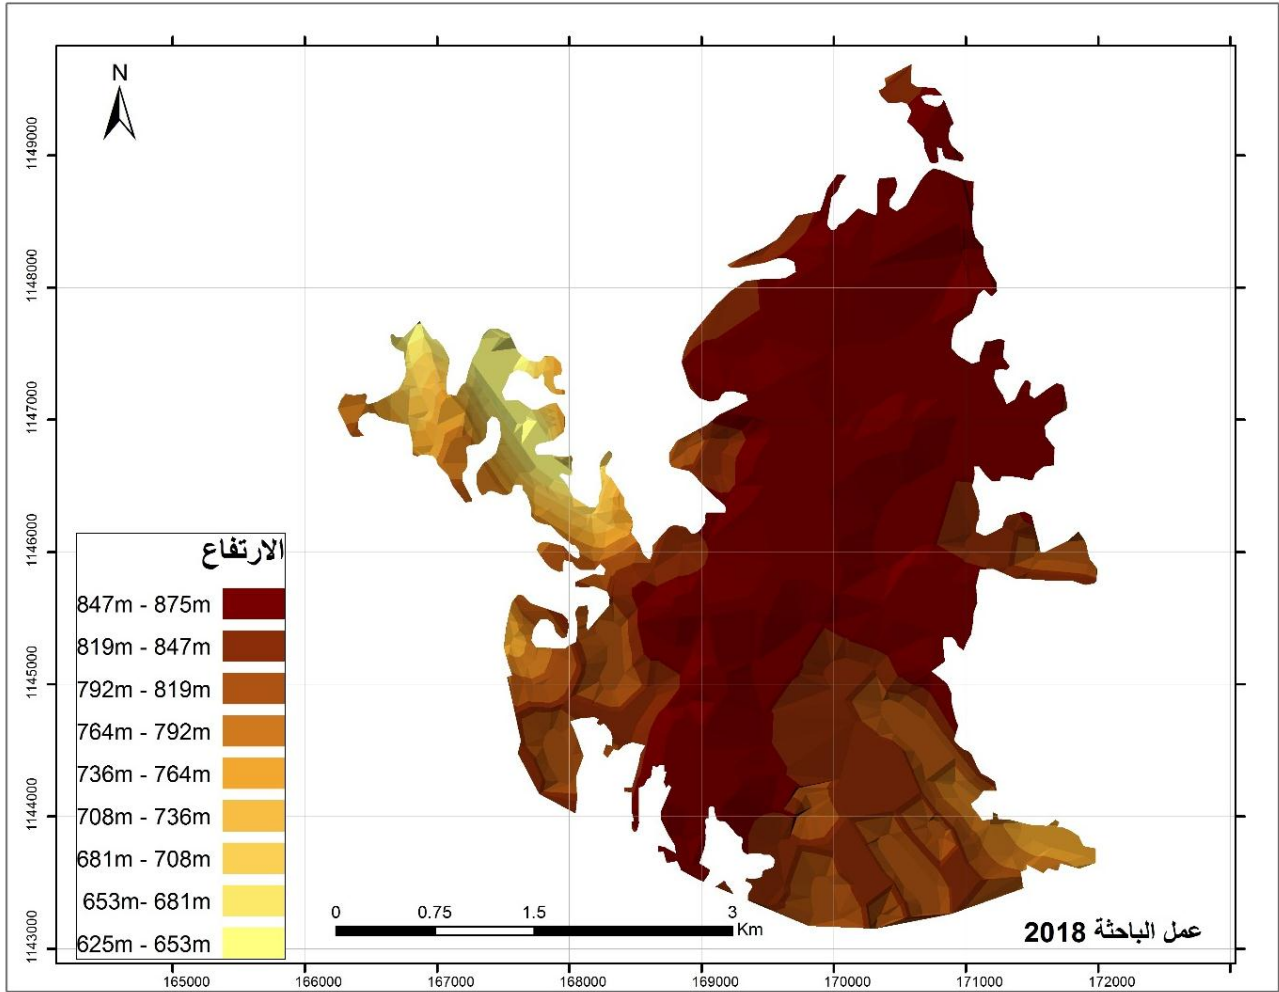 N
1149000
1148000
1147000
1146000
1145000
1144000
1143000
الارتفاع
847m - 875m
819m - 847m
792m - 819m
764m - 792m
736m - 764m
708m - 736m
681m - 708m
653m- 681m
625m - 653m
0 0.75 1.5 3
Km
عمل الباحثة 2018
165000 166000 167000 168000 169000 170000 171000 172000